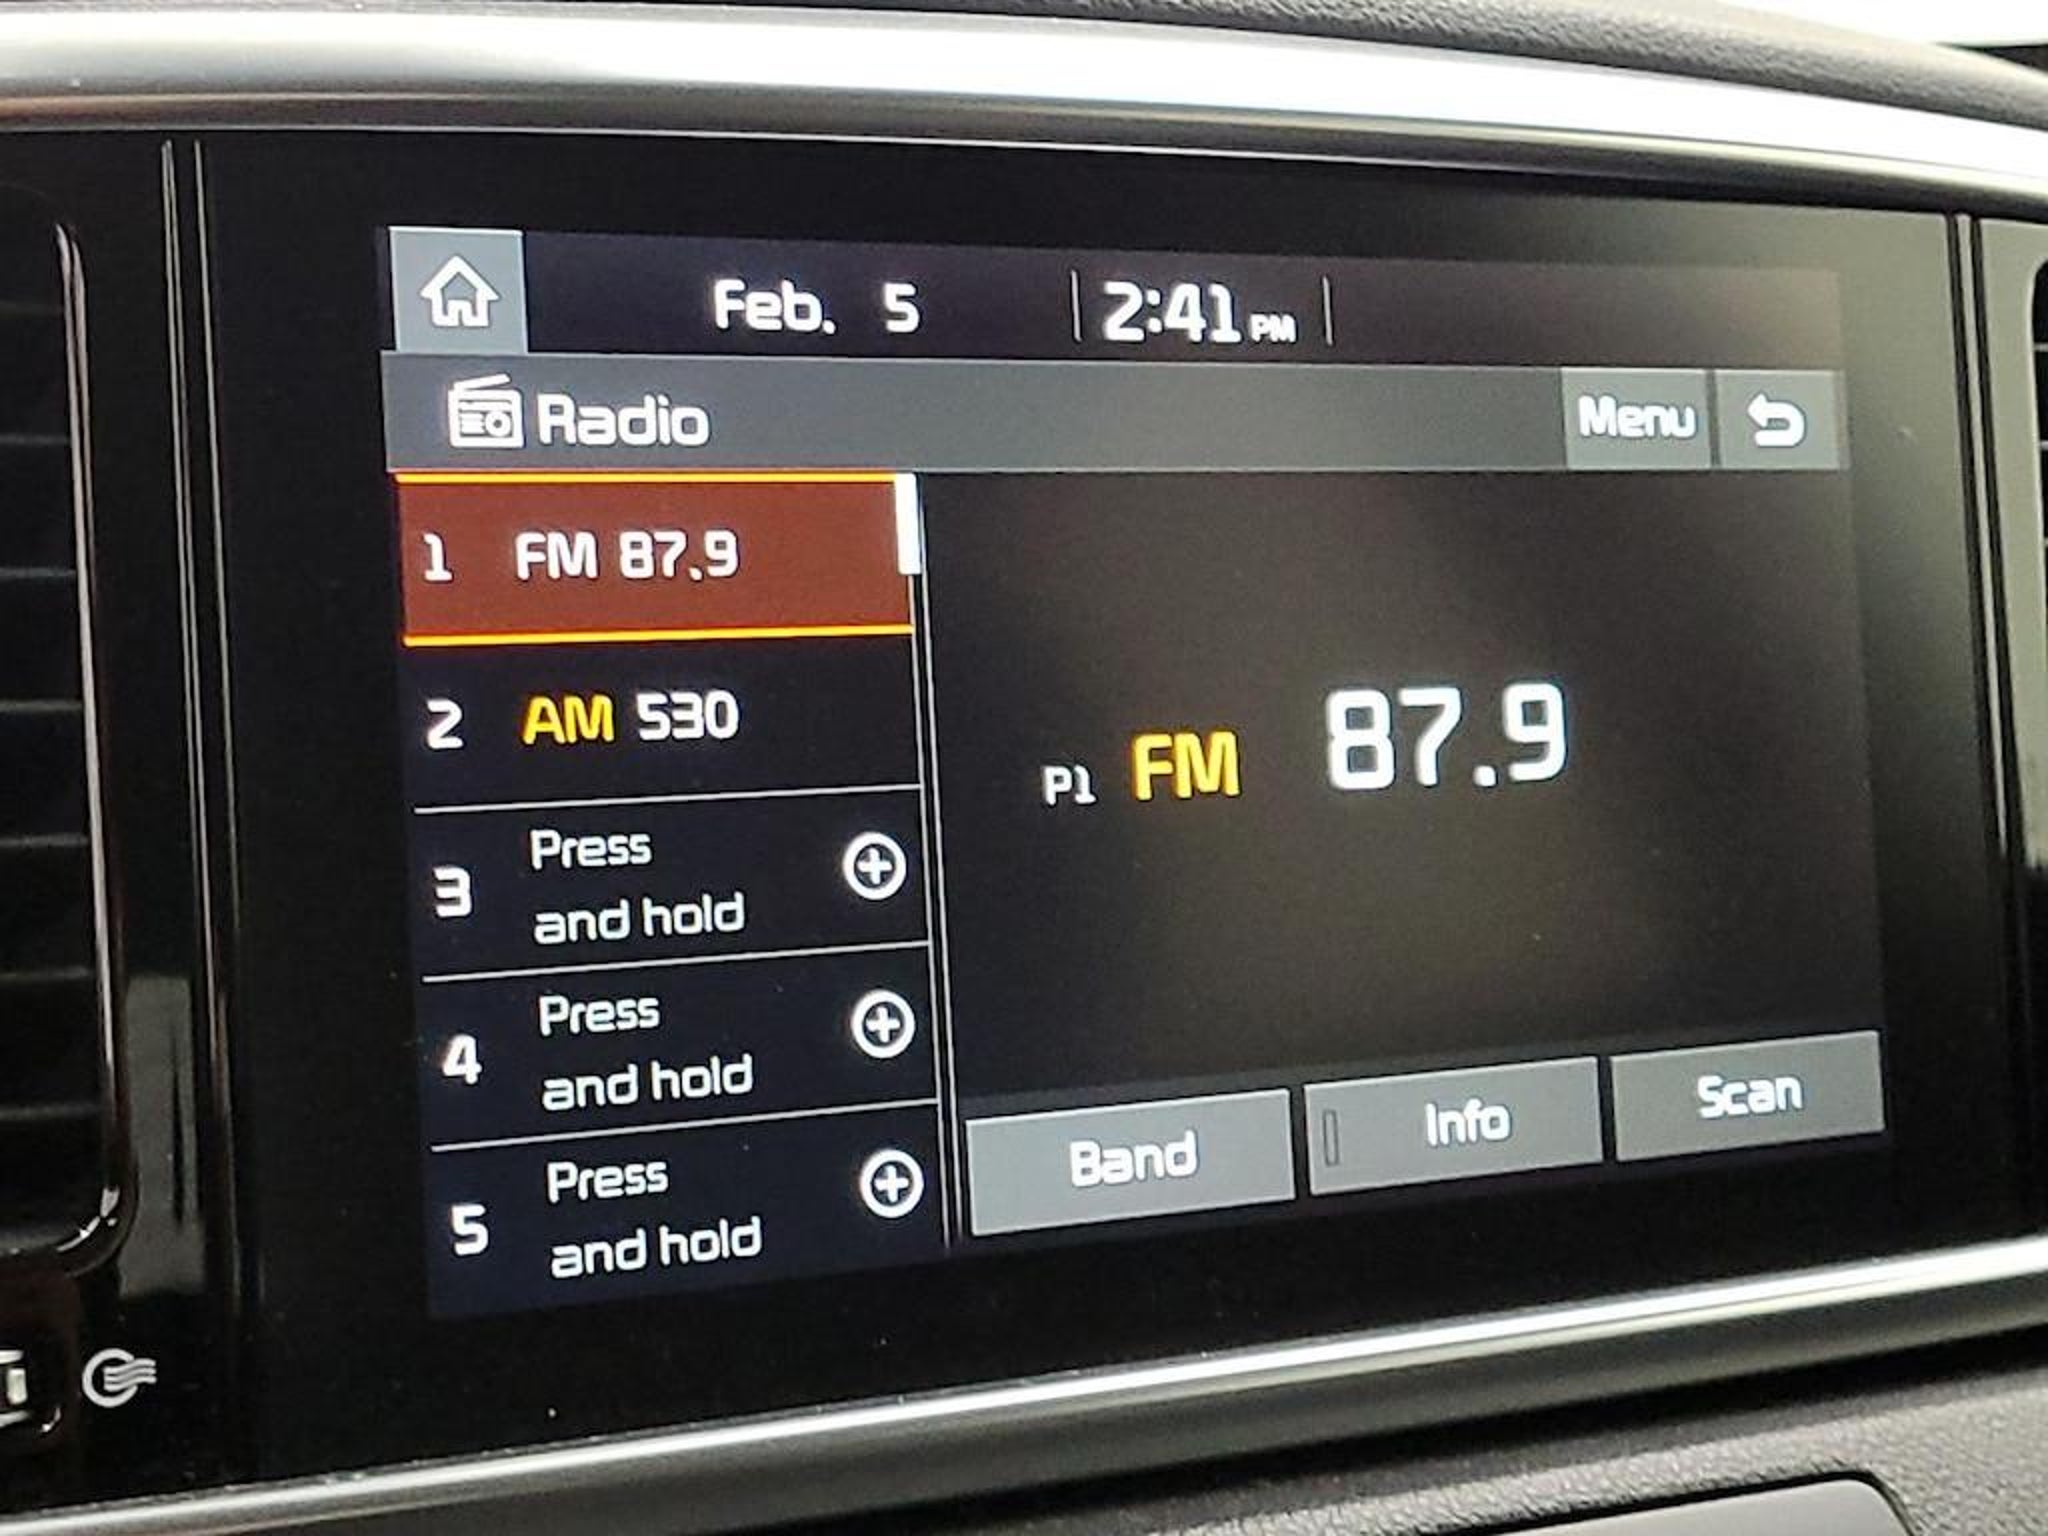 Feb. 5 2:41 PM
Radio Menu
1 FM 87.9
2 AM 530
P1 FM 87.9
3 Press
and hold
4 Press
and hold
5 Press
and hold
Band Info Scan